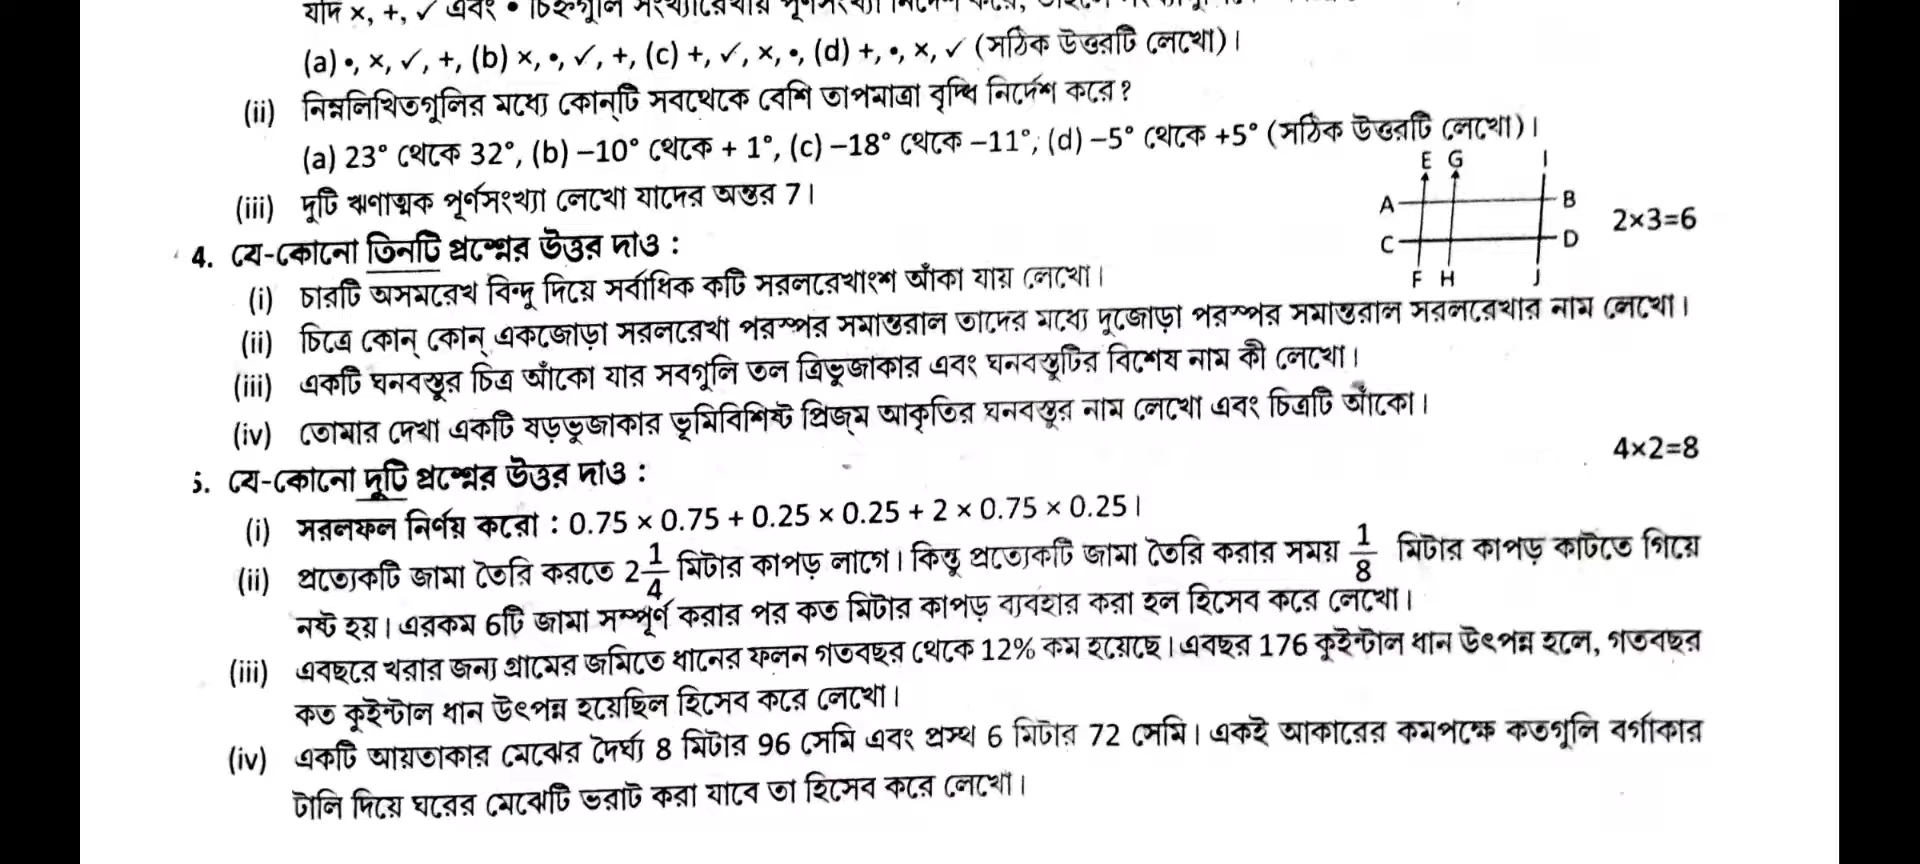 যদি ×, +, ✓ এবং • চিহ্নগুলি সংখ্যারেখায় পূর্ণসংখ্যা নির্দেশ করে,
(a) •, ×, ✓, +, (b) ×, •, ✓, +, (c) +, ✓, ×, •, (d) +, •, ×, ✓ (সঠিক উত্তরটি লেখো)।
(ii) নিম্নলিখিতগুলির মধ্যে কোন্‌টি সবথেকে বেশি তাপমাত্রা বৃদ্ধি নির্দেশ করে?
(a) 23° থেকে 32°, (b) –10° থেকে + 1°, (c) –18° থেকে –11°; (d) –5° থেকে +5° (সঠিক উত্তরটি লেখো)।
(iii) দুটি ঋণাত্মক পূর্ণসংখ্যা লেখো যাদের অন্তর 7।
E G I
A B
C D
F H J
2×3=6
4. যে-কোনো তিনটি প্রশ্নের উত্তর দাও :
(i) চারটি অসমরেখ বিন্দু দিয়ে সর্বাধিক কটি সরলরেখাংশ আঁকা যায় লেখো।
(ii) চিত্রে কোন্ কোন্ একজোড়া সরলরেখা পরস্পর সমান্তরাল তাদের মধ্যে দুজোড়া পরস্পর সমান্তরাল সরলরেখার নাম লেখো।
(iii) একটি ঘনবস্তুর চিত্র আঁকো যার সবগুলি তল ত্রিভুজাকার এবং ঘনবস্তুটির বিশেষ নাম কী লেখো।
(iv) তোমার দেখা একটি ষড়ভুজাকার ভূমিবিশিষ্ট প্রিজ্‌ম আকৃতির ঘনবস্তুর নাম লেখো এবং চিত্রটি আঁকো।
4×2=8
5. যে-কোনো দুটি প্রশ্নের উত্তর দাও :
(i) সরলফল নির্ণয় করো : 0.75 × 0.75 + 0.25 × 0.25 + 2 × 0.75 × 0.25।
(ii) প্রত্যেকটি জামা তৈরি করতে 2 1/4 মিটার কাপড় লাগে। কিন্তু প্রত্যেকটি জামা তৈরি করার সময় 1/8 মিটার কাপড় কাটতে গিয়ে
নষ্ট হয়। এরকম 6টি জামা সম্পূর্ণ করার পর কত মিটার কাপড় ব্যবহার করা হল হিসেব করে লেখো।
(iii) এবছরে খরার জন্য গ্রামের জমিতে ধানের ফলন গতবছর থেকে 12% কম হয়েছে। এবছর 176 কুইন্টাল ধান উৎপন্ন হলে, গতবছর
কত কুইন্টাল ধান উৎপন্ন হয়েছিল হিসেব করে লেখো।
(iv) একটি আয়তাকার মেঝের দৈর্ঘ্য 8 মিটার 96 সেমি এবং প্রস্থ 6 মিটার 72 সেমি। একই আকারের কমপক্ষে কতগুলি বর্গাকার
টালি দিয়ে ঘরের মেঝেটি ভরাট করা যাবে তা হিসেব করে লেখো।